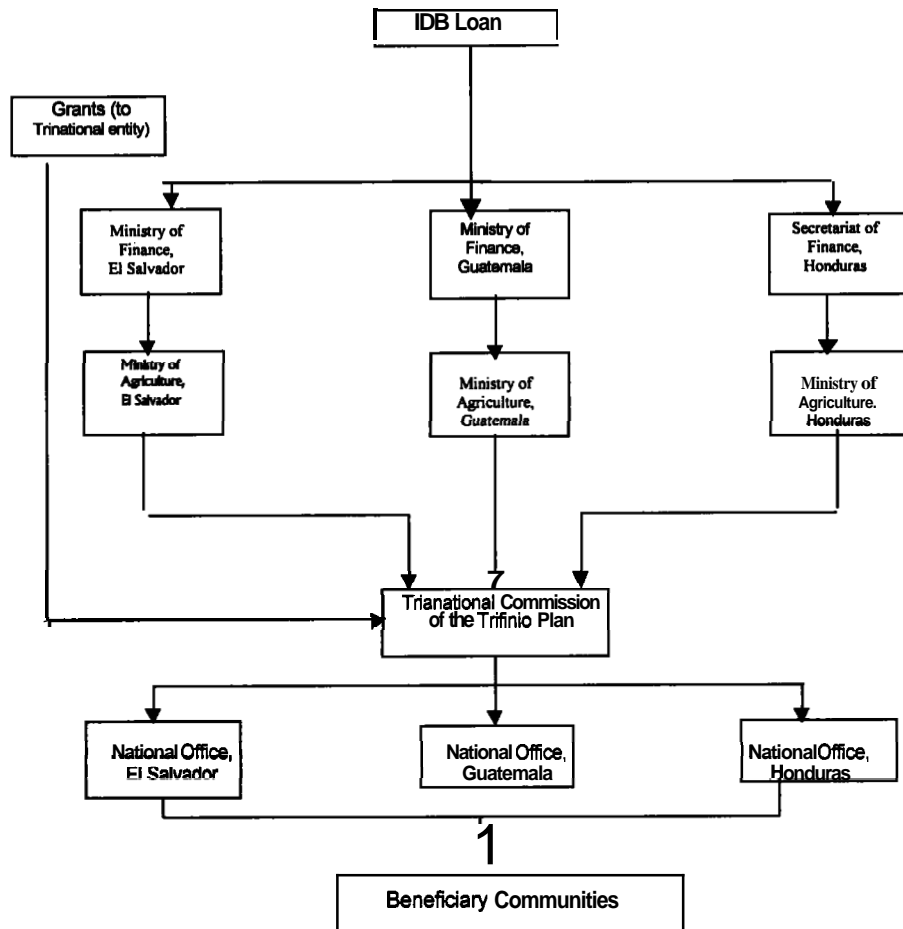 IDB Loan
Grants (to
Trinational entity)
Ministry of
Finance,
El Salvador
Ministry of
Finance,
Guatemala
Secretariat of
Finance,
Honduras
Ministry of
Agriculture,
El Salvador
Ministry of
Agriculture,
Guatemala
Ministry of
Agriculture.
Honduras
7
Trianational Commission
of the Trifinio Plan
National Office,
El Salvador
National Office,
Guatemala
National Office,
Honduras
1
Beneficiary Communities